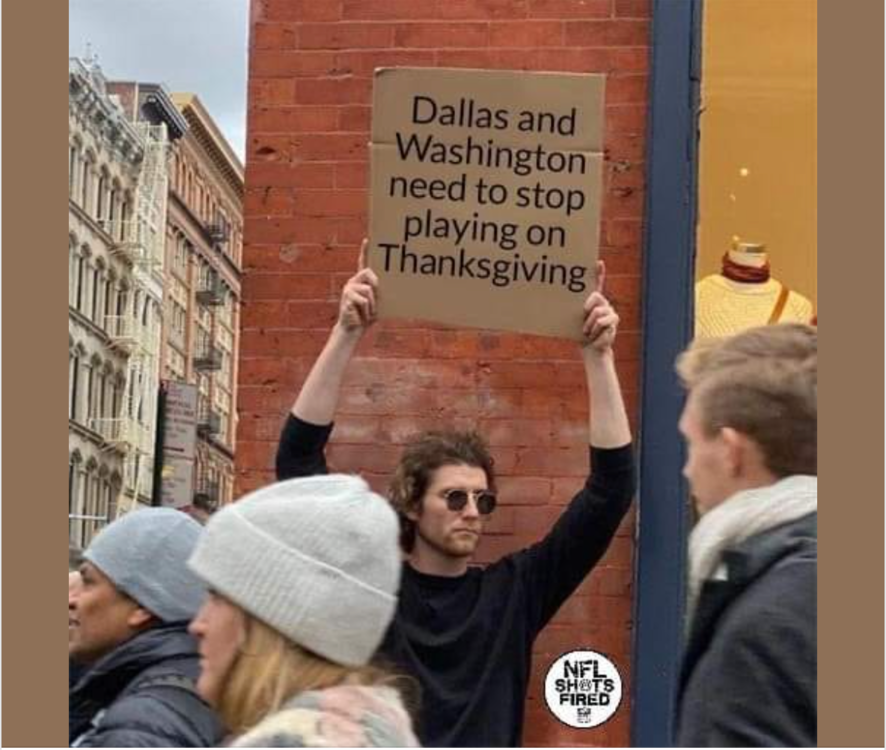 Dallas and
Washington
need to stop
playing on
Thanksgiving
NFL
SHOTS
FIRED